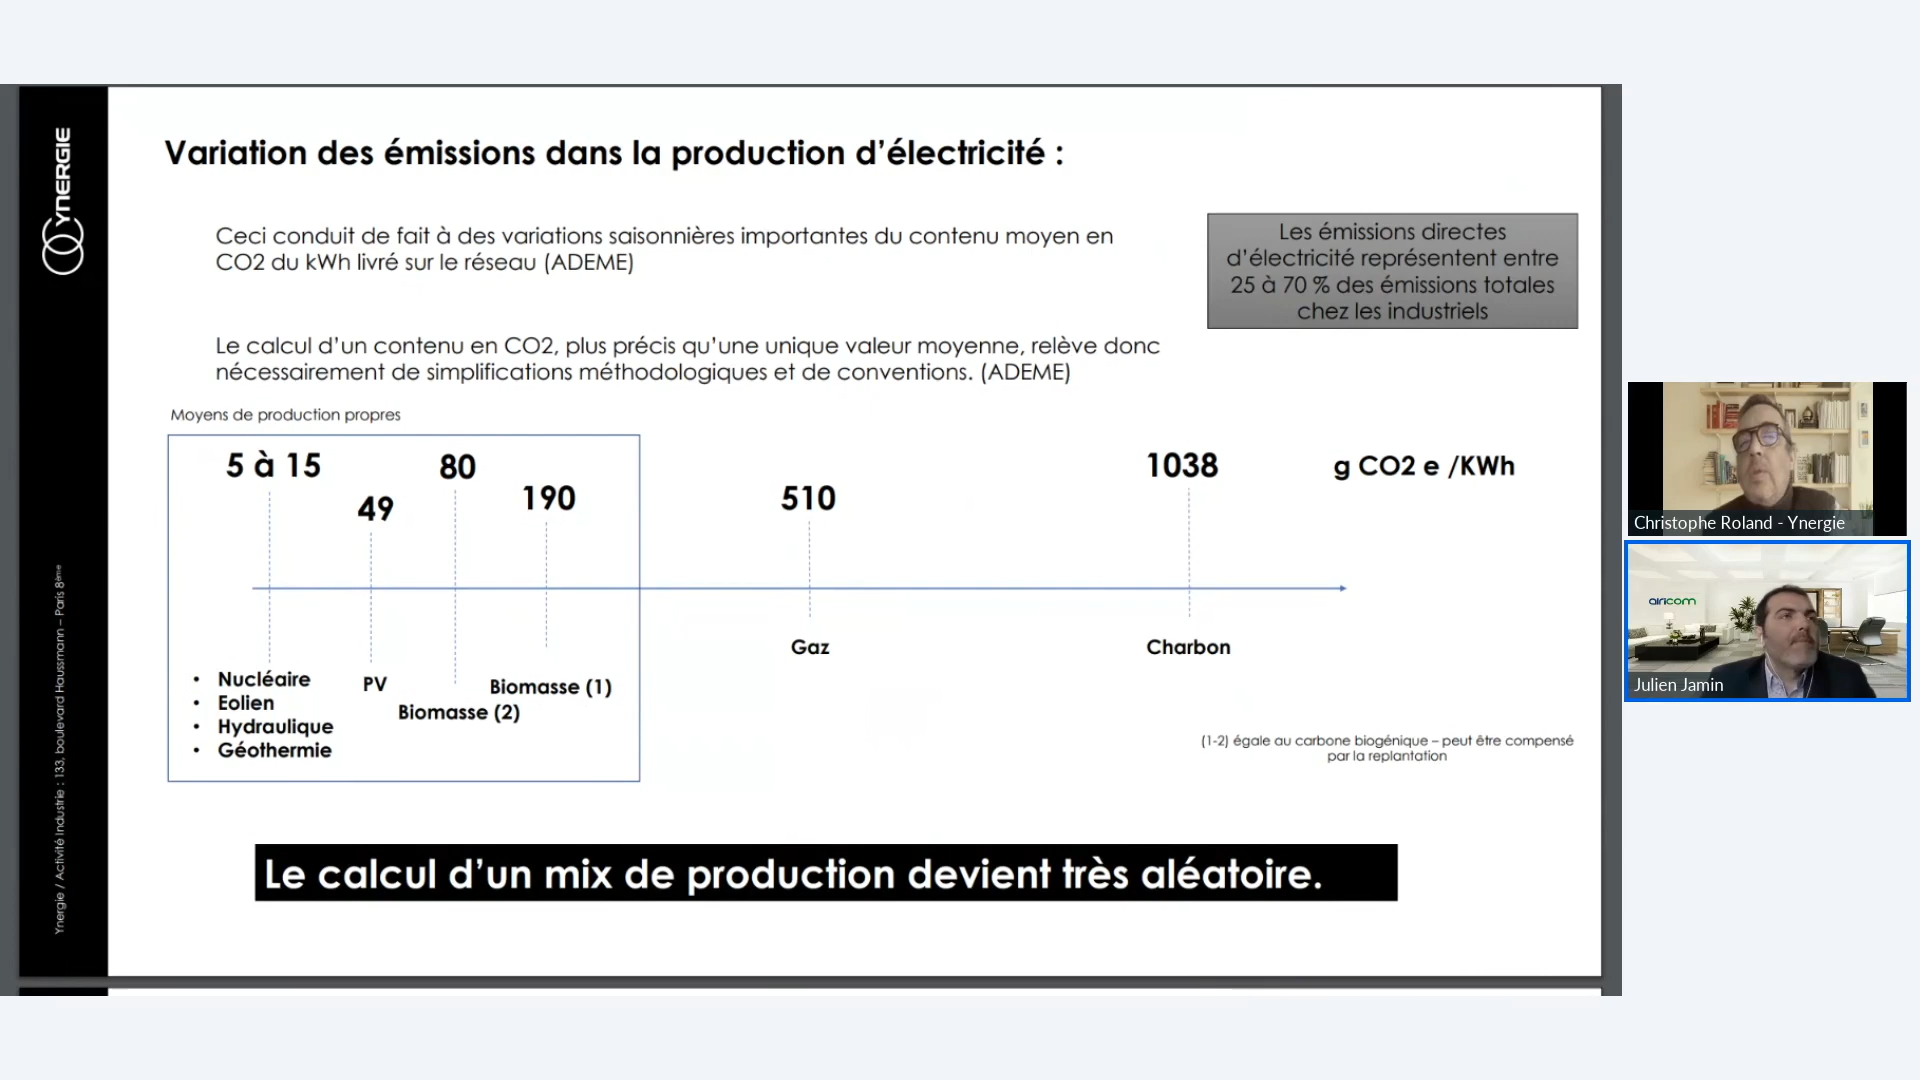 YNERGIE
Ynergie / Activité Industrie : 133, boulevard Haussmann – Paris 8ème
Variation des émissions dans la production d’électricité :
Ceci conduit de fait à des variations saisonnières importantes du contenu moyen en
CO2 du kWh livré sur le réseau (ADEME)
Les émissions directes
d’électricité représentent entre
25 à 70 % des émissions totales
chez les industriels
Le calcul d’un contenu en CO2, plus précis qu’une unique valeur moyenne, relève donc
nécessairement de simplifications méthodologiques et de conventions. (ADEME)
Moyens de production propres
5 à 15
49
80
190
510
1038
g CO2 e /KWh
• Nucléaire
• Eolien
• Hydraulique
• Géothermie
PV
Biomasse (2)
Biomasse (1)
Gaz
Charbon
(1-2) égale au carbone biogénique – peut être compensé
par la replantation
Le calcul d’un mix de production devient très aléatoire.
Christophe Roland - Ynergie
airicom
Julien Jamin